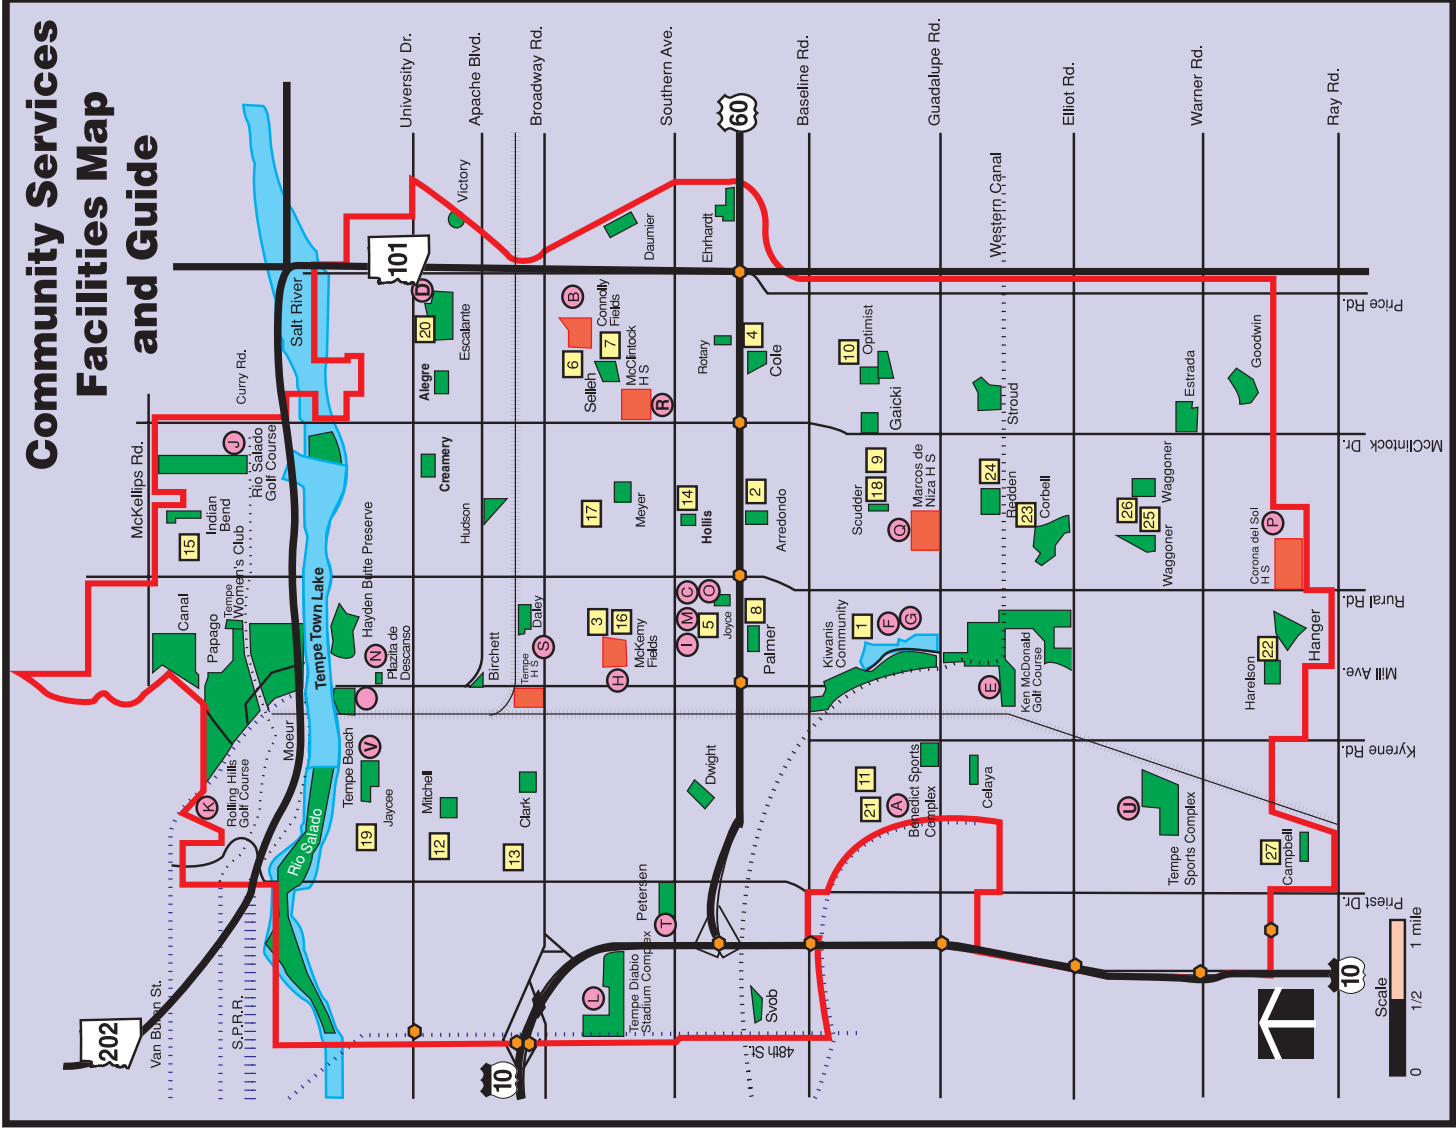 Community Services
Facilities Map
and Guide
University Dr.
Apache Blvd.
Broadway Rd.
Southern Ave.
60
Baseline Rd.
Guadalupe Rd.
Elliot Rd.
Warner Rd.
Ray Rd.
Western Canal
Victory
Daumier
Ehrhardt
101
Salt River
Curry Rd.
Price Rd.
D
20
Escalante
Alegre
B
Connolly
Fields
6
7
Selleh
McClintock
H S
R
Rotary
4
Cole
10
Optimist
Gaicki
Stroud
Estrada
Goodwin
McClintock Dr.
McKellips Rd.
J
Rio Salado
Golf Course
Indian
Bend
15
Tempe
Women's Club
Creamery
Hudson
17
Meyer
14
Hollis
2
Arredondo
Scudder
18
9
Q
Marcos de
Niza H S
24
Redden
23
Corbell
26
25
Waggoner
Waggoner
Corona del Sol
H S
P
Rural Rd.
Canal
Papago
Tempe Town Lake
Hayden Butte Preserve
N
Plazita de
Descanso
Birchett
Daley
Tempe
H S
S
3
16
McKemy
Fields
H
I
M
C
O
5
Joyce
8
Palmer
Kiwanis
Community
1
F
G
E
Ken McDonald
Golf Course
Harelson
22
Hanger
Mill Ave.
Moeur
K
Rolling Hills
Golf Course
Tempe Beach
V
Jaycee
19
Mitchell
12
Clark
13
Dwight
11
21
A
Benedict Sports
Complex
Celaya
U
Tempe
Sports Complex
27
Campbell
Kyrene Rd.
Rio Salado
Petersen
T
L
Tempe Diablo
Stadium Complex
Svob
48th St.
Priest Dr.
202
Van Buren St.
S.P.R.R.
10
10
Scale
0
1/2
1 mile